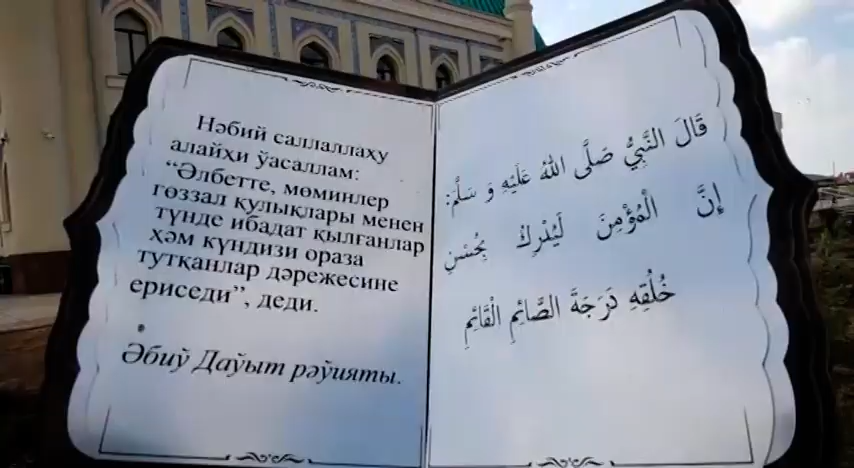 Нәбий саллаллаҳу
алайҳи ўасаллам:
“Әлбетте, мөминлер
гөззал қулықлары менен
түнде ибадат қылғанлар
ҳәм күндизи ораза
тутқанлар дәрежесине
ериседи”, деди.
Әбиў Даўыт рәўияты.
قَالَ النَّبِيُّ صَلَّى اللهُ عَلَيْهِ وَ سَلَّمَ:
إِنَّ الْمُؤْمِنَ لَيُدْرِكُ بِحُسْنِ
خُلُقِهِ دَرَجَةَ الصَّائِمِ الْقَائِمِ